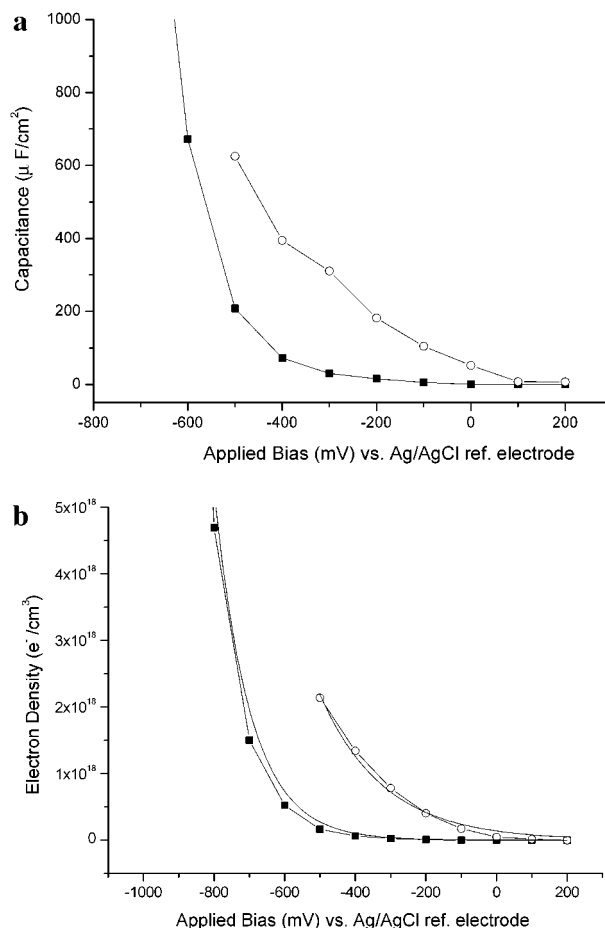 a
1000
800
600
400
200
0
Capacitance (μ F/cm²)
-800 -600 -400 -200 0 200
Applied Bias (mV) vs. Ag/AgCl ref. electrode
b
5x10¹⁸
4x10¹⁸
3x10¹⁸
2x10¹⁸
1x10¹⁸
0
Electron Density (e⁻/cm³)
-1000 -800 -600 -400 -200 0 200
Applied Bias (mV) vs. Ag/AgCl ref. electrode